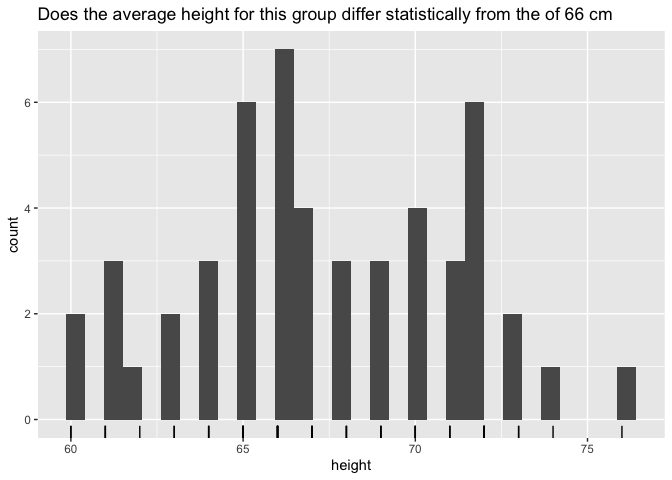 Does the average height for this group differ statistically from the of 66 cm
6
4
2
0
count
60
65
70
75
height